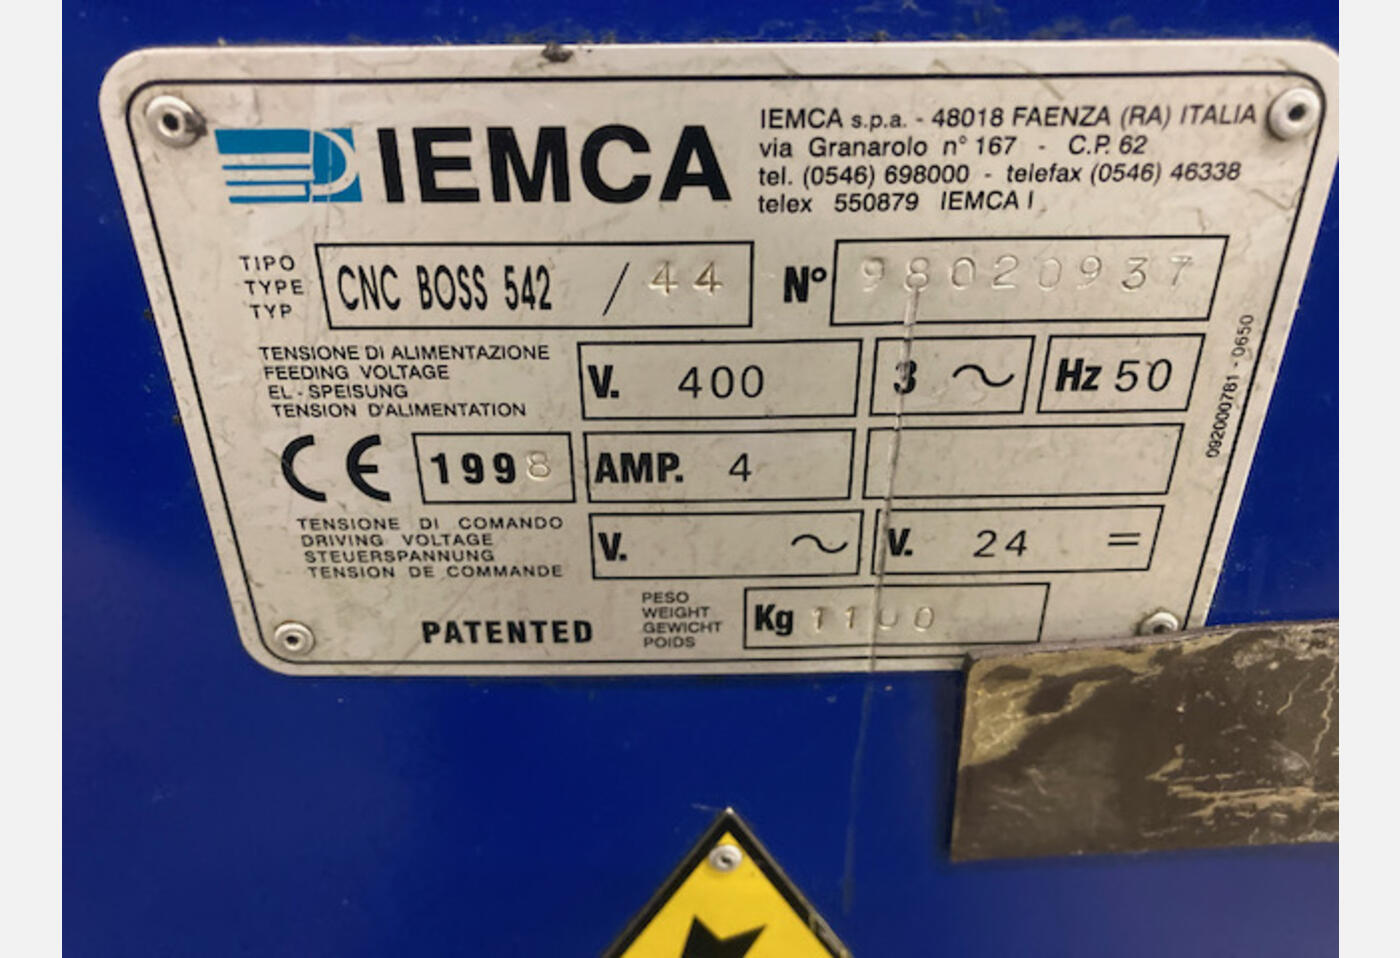 IEMCA
IEMCA s.p.a. - 48018 FAENZA (RA) ITALIA
via Granarolo n° 167 - C.P. 62
tel. (0546) 698000 - telefax (0546) 46338
telex 550879 IEMCA I
TIPO
TYPE
TYP
CNC BOSS 542 / 44
N° 98020937
TENSIONE DI ALIMENTAZIONE
FEEDING VOLTAGE
EL - SPEISUNG
TENSION D'ALIMENTATION
V. 400
3 ~
Hz 50
CE
1998
AMP. 4
TENSIONE DI COMANDO
DRIVING VOLTAGE
STEUERSPANNUNG
TENSION DE COMMANDE
V. ~
V. 24 =
PATENTED
PESO
WEIGHT
GEWICHT
POIDS
Kg 1100
092000781 - 0650